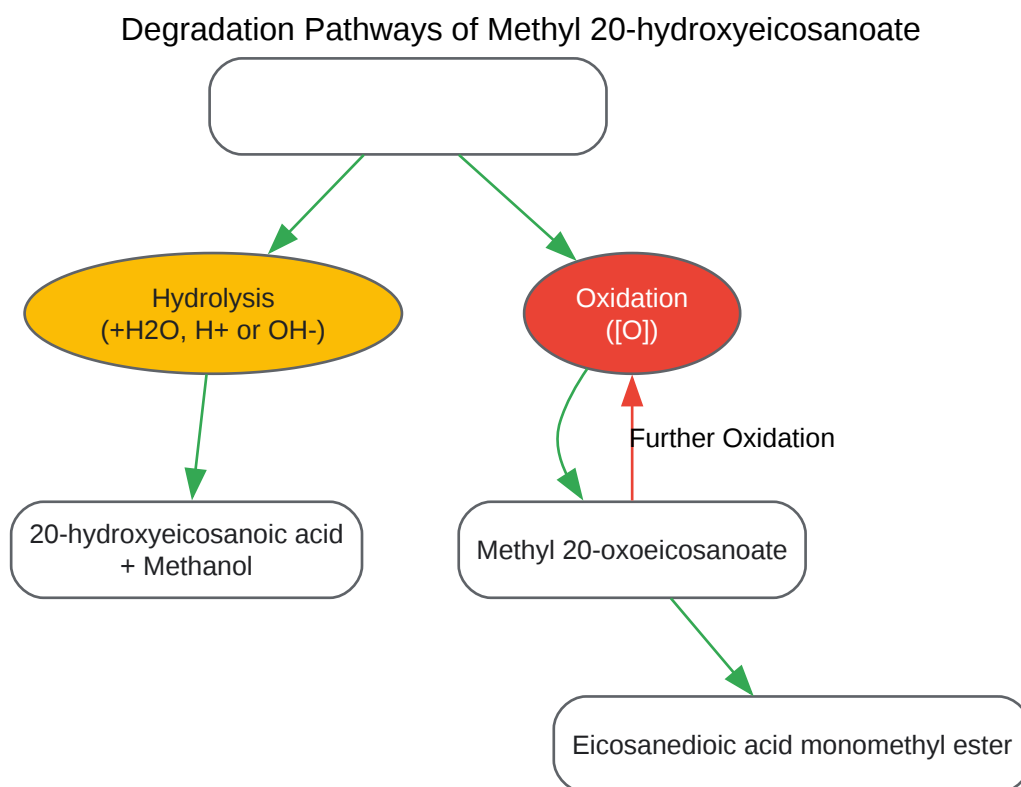 Degradation Pathways of Methyl 20-hydroxyeicosanoate
Hydrolysis
(+H2O, H+ or OH-)
Oxidation
([O])
Further Oxidation
20-hydroxyeicosanoic acid
+ Methanol
Methyl 20-oxoeicosanoate
Eicosanedioic acid monomethyl ester